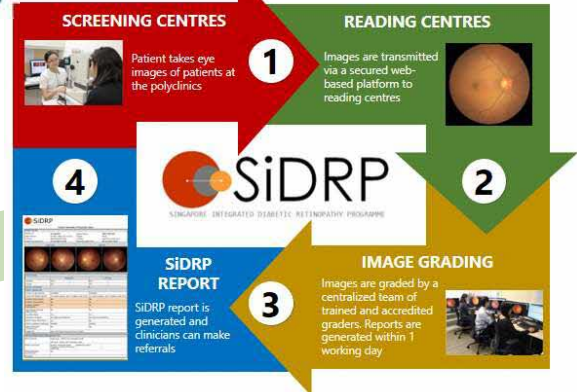 SCREENING CENTRES
Patient takes eye
images of patients at
the polyclinics
1
READING CENTRES
Images are transmitted
via a secured web-
based platform to
reading centres
2
IMAGE GRADING
Images are graded by a
centralized team of
trained and accredited
graders. Reports are
generated within 1
working day
3
SiDRP
REPORT
SiDRP report is
generated and
clinicians can make
referrals
4
SiDRP
SiDRP
SINGAPORE INTEGRATED DIABETIC RETINOPATHY PROGRAMME